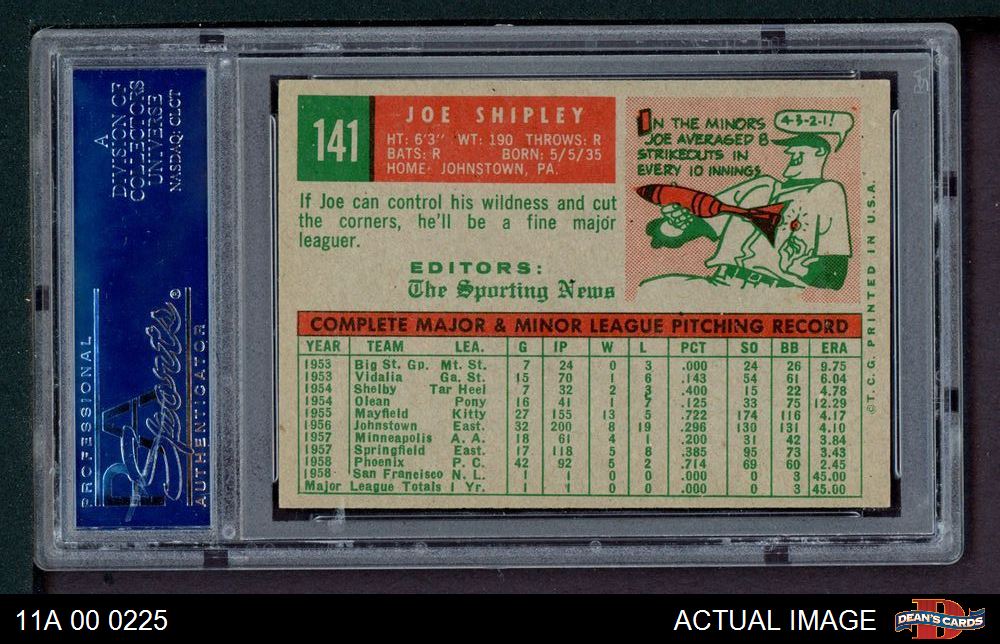 A
DIVISION OF
COLLECTORS
UNIVERSE
NASDAQ: CLCT
PROFESSIONAL
PSA
Sports®
AUTHENTICATOR
141
JOE SHIPLEY
HT: 6'3" WT: 190 THROWS: R
BATS: R BORN: 5/5/35
HOME: JOHNSTOWN, PA.
If Joe can control his wildness and cut
the corners, he'll be a fine major
leaguer.
EDITORS:
The Sporting News
IN THE MINORS
JOE AVERAGED 8
STRIKEOUTS IN
EVERY 10 INNINGS
4-3-2-1!
COMPLETE MAJOR & MINOR LEAGUE PITCHING RECORD
YEAR TEAM LEA. G IP W L PCT SO BB ERA
1953 Big St. Gp. Mt. St. 7 24 0 3 .000 24 26 9.75
1953 Vidalia Ga. St. 15 70 1 6 .143 54 61 6.04
1954 Shelby Tar Heel 7 32 2 3 .400 15 22 4.78
1954 Olean Pony 16 41 1 7 .125 33 75 12.29
1955 Mayfield Kitty 27 155 13 5 .722 174 116 4.17
1956 Johnstown East. 32 200 8 19 .296 130 131 4.10
1957 Minneapolis A. A. 18 61 4 1 .200 31 42 3.84
1957 Springfield East. 17 118 5 8 .385 95 73 3.43
1958 Phoenix P. C. 42 92 5 2 .714 69 60 2.45
1958 San Francisco N. L. 1 1 0 0 .000 0 3 45.00
Major League Totals 1 Yr. 1 1 0 0 .000 0 3 45.00
©T.C.G. PRINTED IN U.S.A.
11A 00 0225
ACTUAL IMAGE
D
DEAN'S CARDS